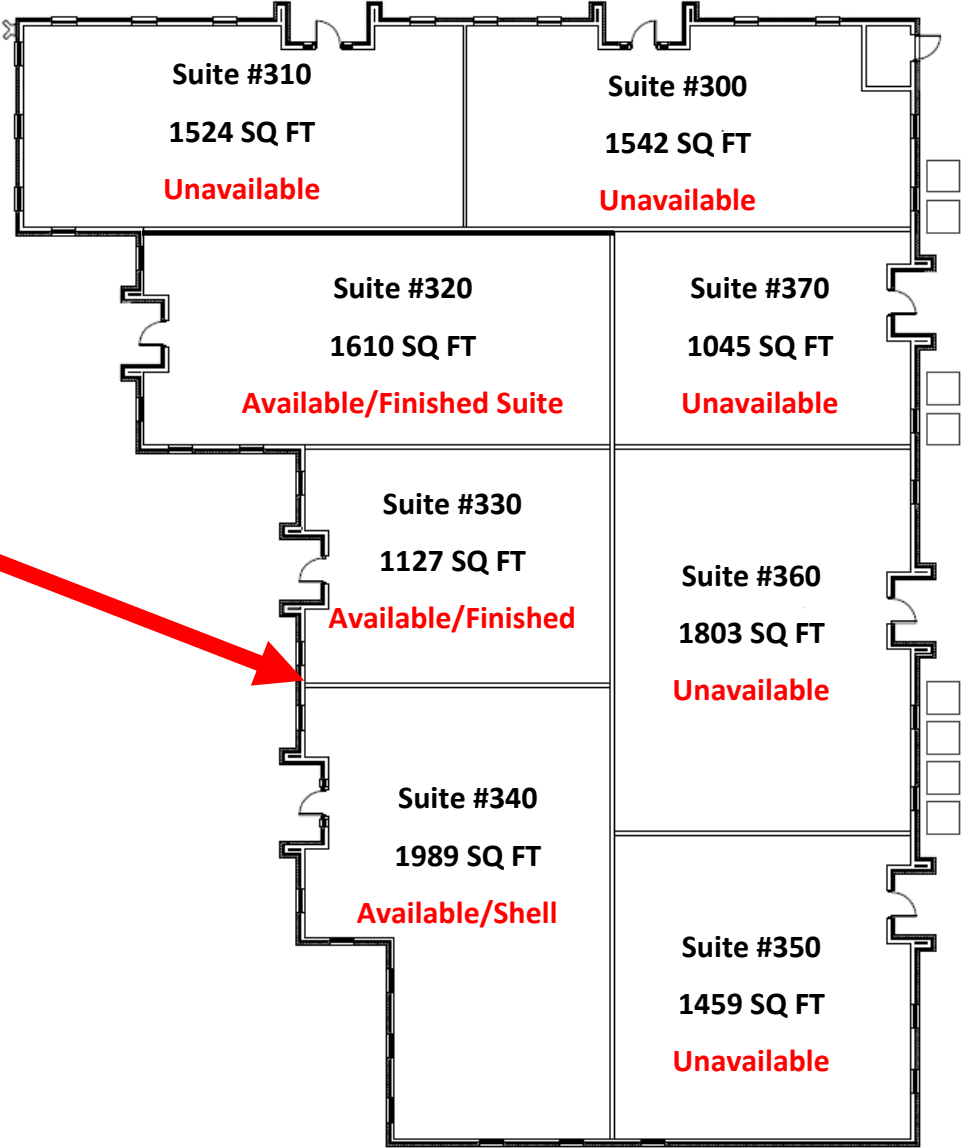 Suite #310
1524 SQ FT
Unavailable
Suite #300
1542 SQ FT
Unavailable
Suite #320
1610 SQ FT
Available/Finished Suite
Suite #370
1045 SQ FT
Unavailable
Suite #330
1127 SQ FT
Available/Finished
Suite #360
1803 SQ FT
Unavailable
Suite #340
1989 SQ FT
Available/Shell
Suite #350
1459 SQ FT
Unavailable